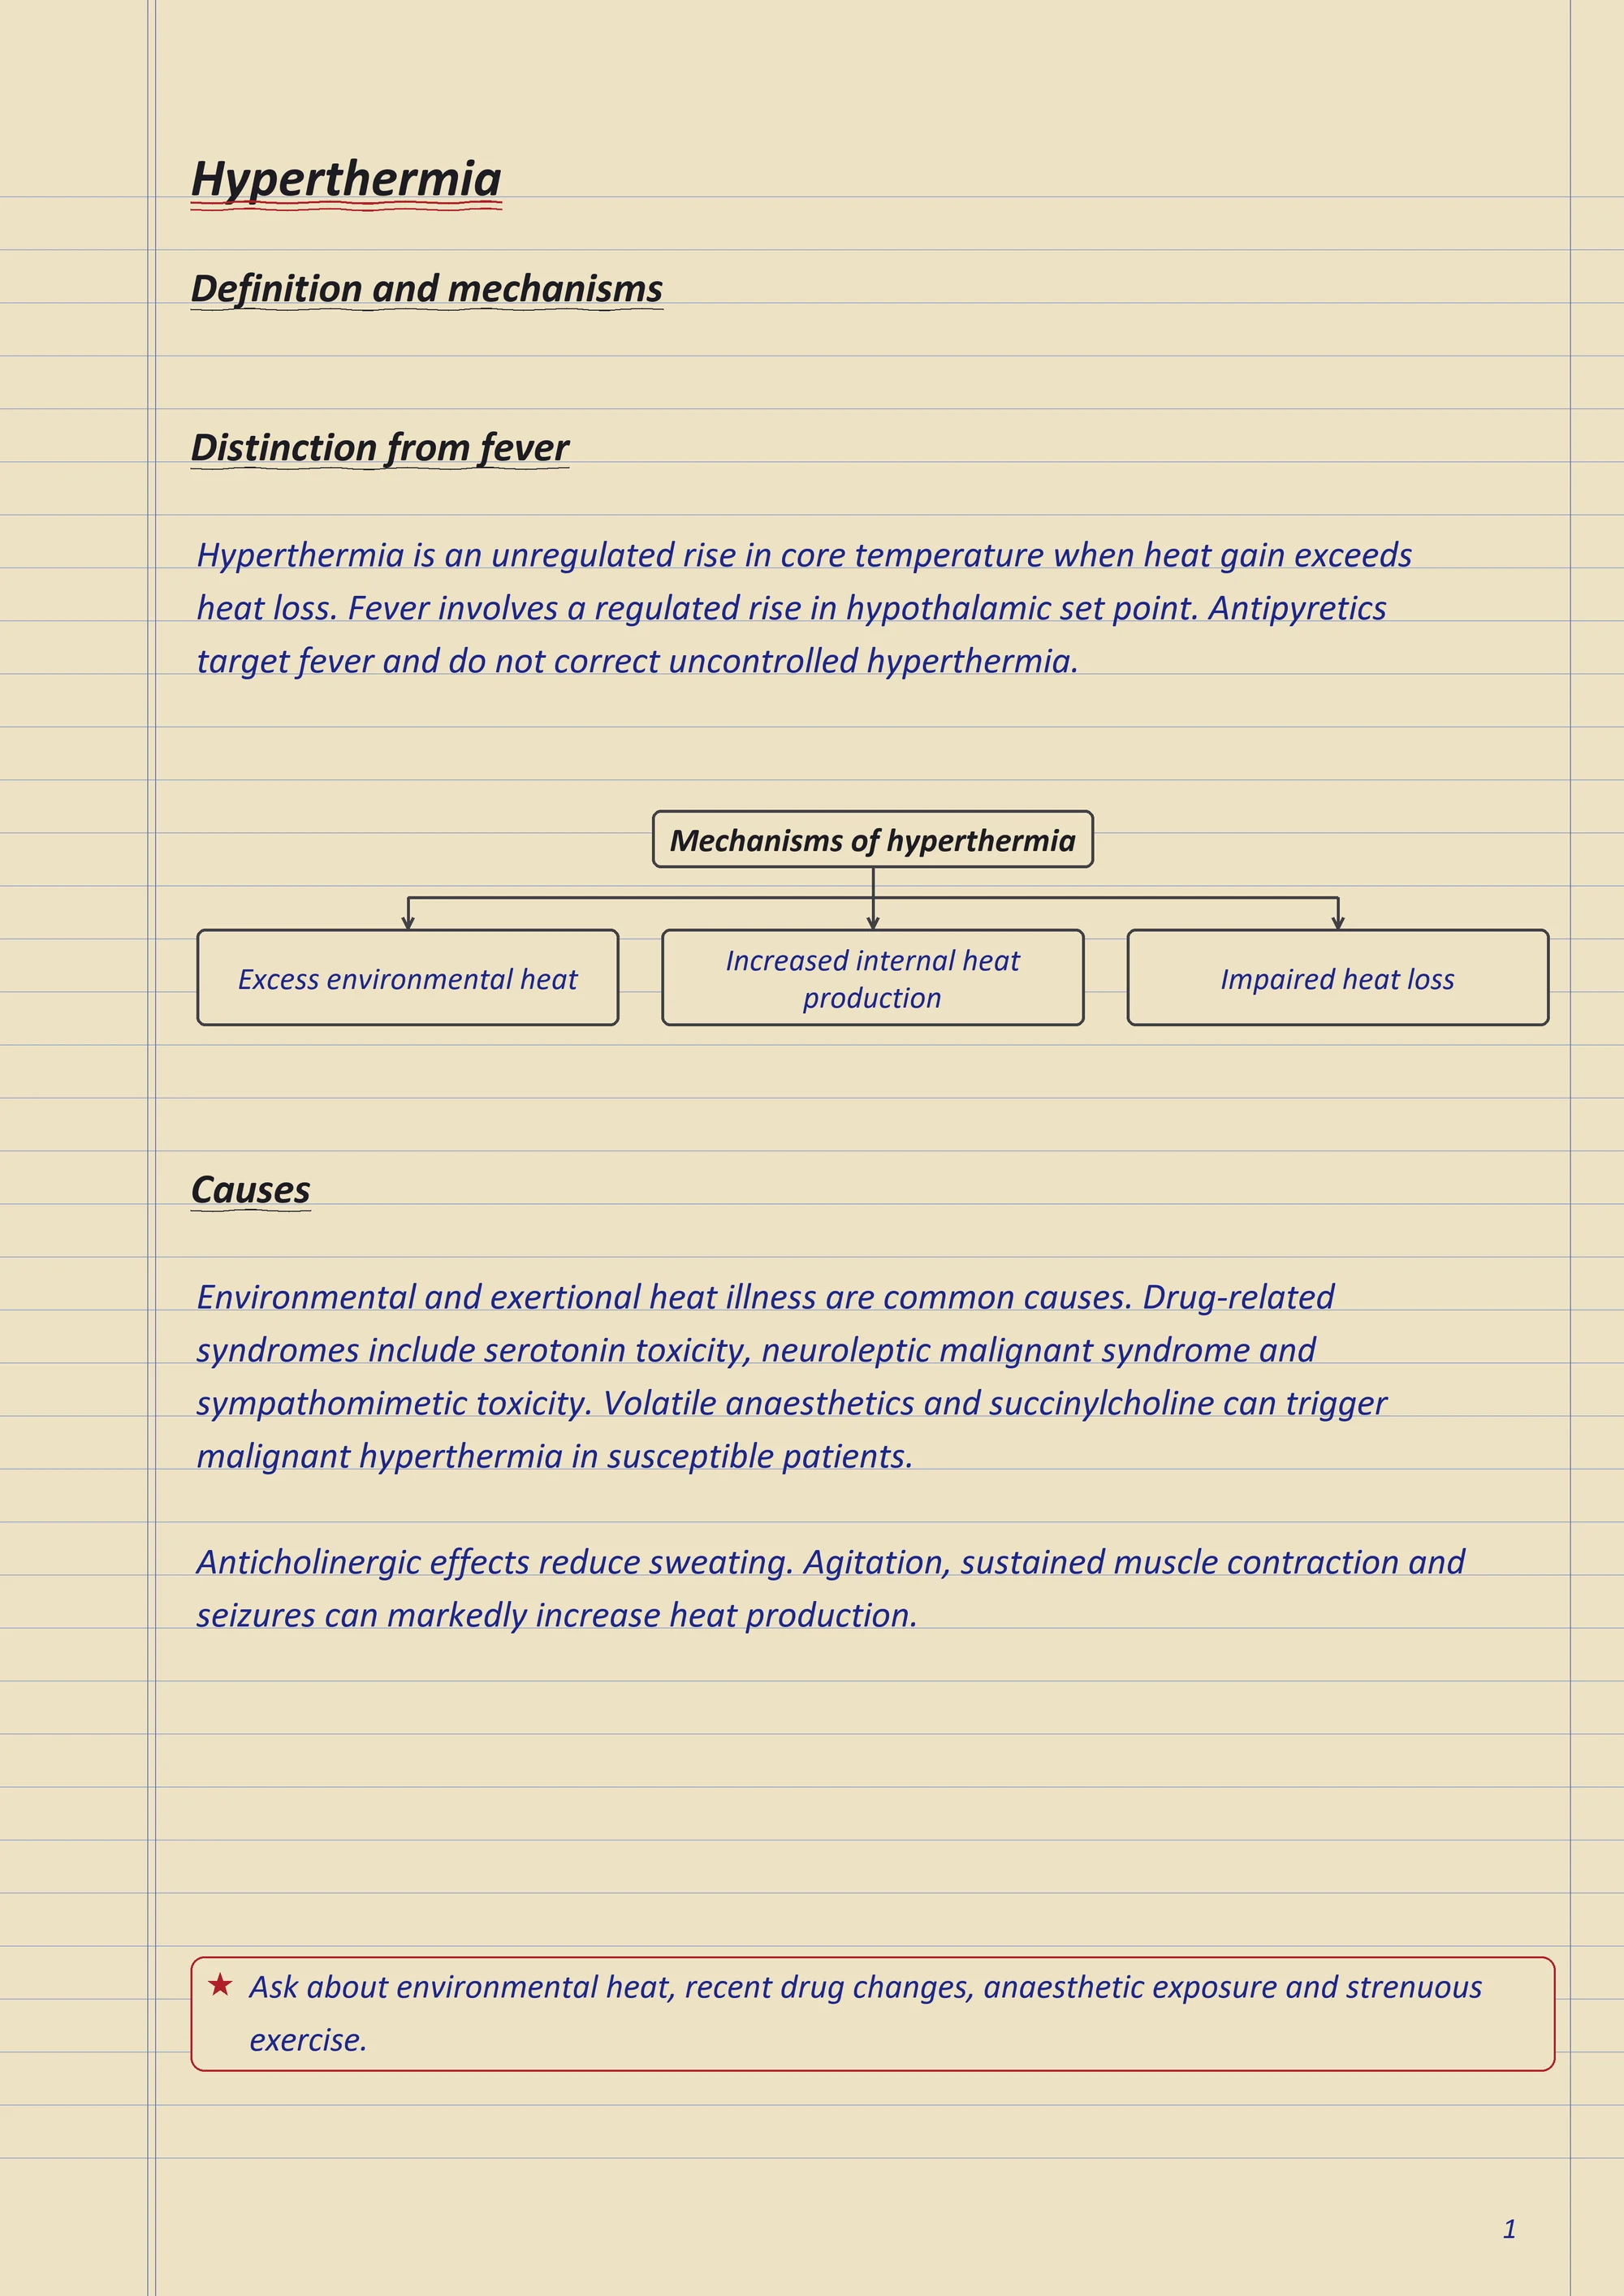 Hyperthermia
Definition and mechanisms
Distinction from fever
Hyperthermia is an unregulated rise in core temperature when heat gain exceeds
heat loss. Fever involves a regulated rise in hypothalamic set point. Antipyretics
target fever and do not correct uncontrolled hyperthermia.
Mechanisms of hyperthermia
Excess environmental heat
Increased internal heat
production
Impaired heat loss
Causes
Environmental and exertional heat illness are common causes. Drug-related
syndromes include serotonin toxicity, neuroleptic malignant syndrome and
sympathomimetic toxicity. Volatile anaesthetics and succinylcholine can trigger
malignant hyperthermia in susceptible patients.
Anticholinergic effects reduce sweating. Agitation, sustained muscle contraction and
seizures can markedly increase heat production.
★ Ask about environmental heat, recent drug changes, anaesthetic exposure and strenuous
exercise.
1